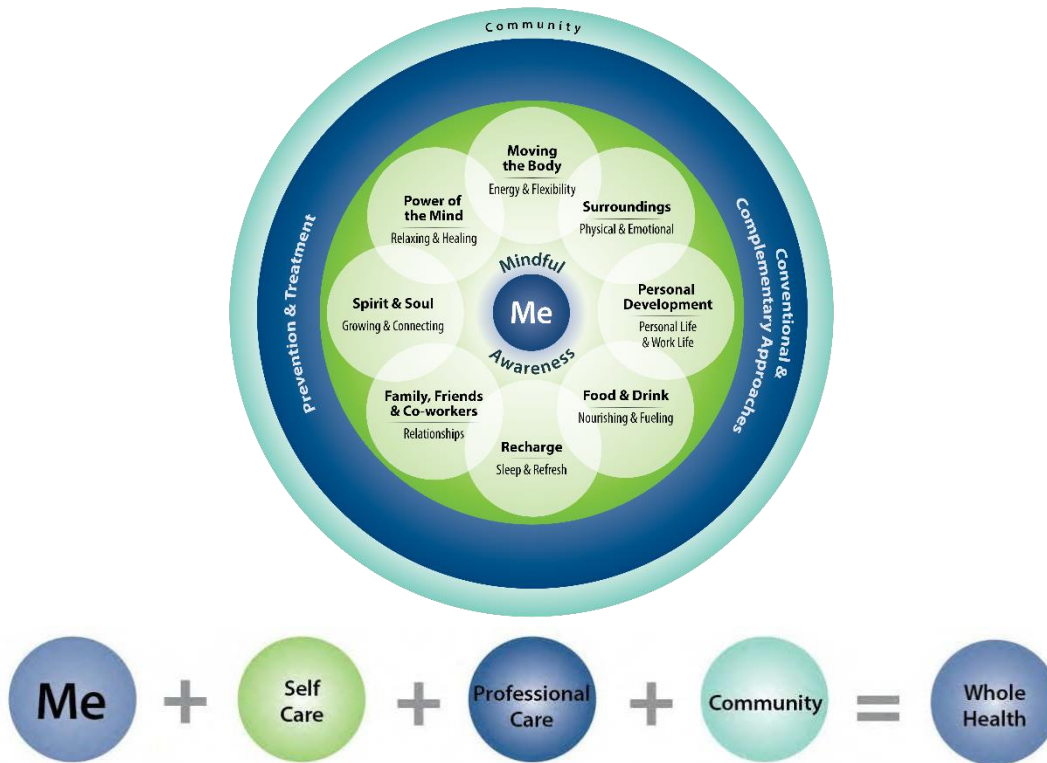 Community
Moving
the Body
Energy & Flexibility
Surroundings
Physical & Emotional
Personal
Development
Personal Life
& Work Life
Food & Drink
Nourishing & Fueling
Recharge
Sleep & Refresh
Family, Friends
& Co-workers
Relationships
Spirit & Soul
Growing & Connecting
Power of
the Mind
Relaxing & Healing
Mindful
Me
Awareness
Prevention & Treatment
Conventional &
Complementary Approaches
Me + Self Care + Professional Care + Community = Whole Health